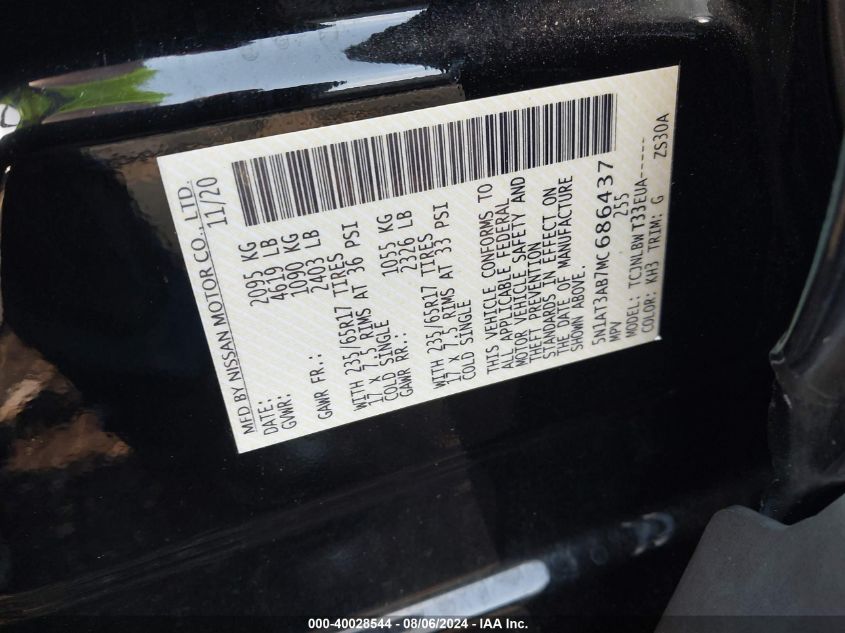 MFD BY NISSAN MOTOR CO., LTD.
DATE: 11/20
GVWR: 2095 KG
4619 LB
GAWR FR.: 1090 KG
2403 LB
WITH 235/65R17 TIRES
17 X 7.5 RIMS AT 36 PSI
COLD SINGLE
GAWR RR.: 1055 KG
2326 LB
WITH 235/65R17 TIRES
17 X 7.5 RIMS AT 33 PSI
COLD SINGLE
THIS VEHICLE CONFORMS TO
ALL APPLICABLE FEDERAL
MOTOR VEHICLE SAFETY AND
THEFT PREVENTION
STANDARDS IN EFFECT ON
THE DATE OF MANUFACTURE
SHOWN ABOVE.
5N1AT3AB7MC686437
MPV 255
MODEL: TCJNLBWT33EUA-----
COLOR: KH3 TRIM: G ZS30A
000-40028544 - 08/06/2024 - IAA Inc.